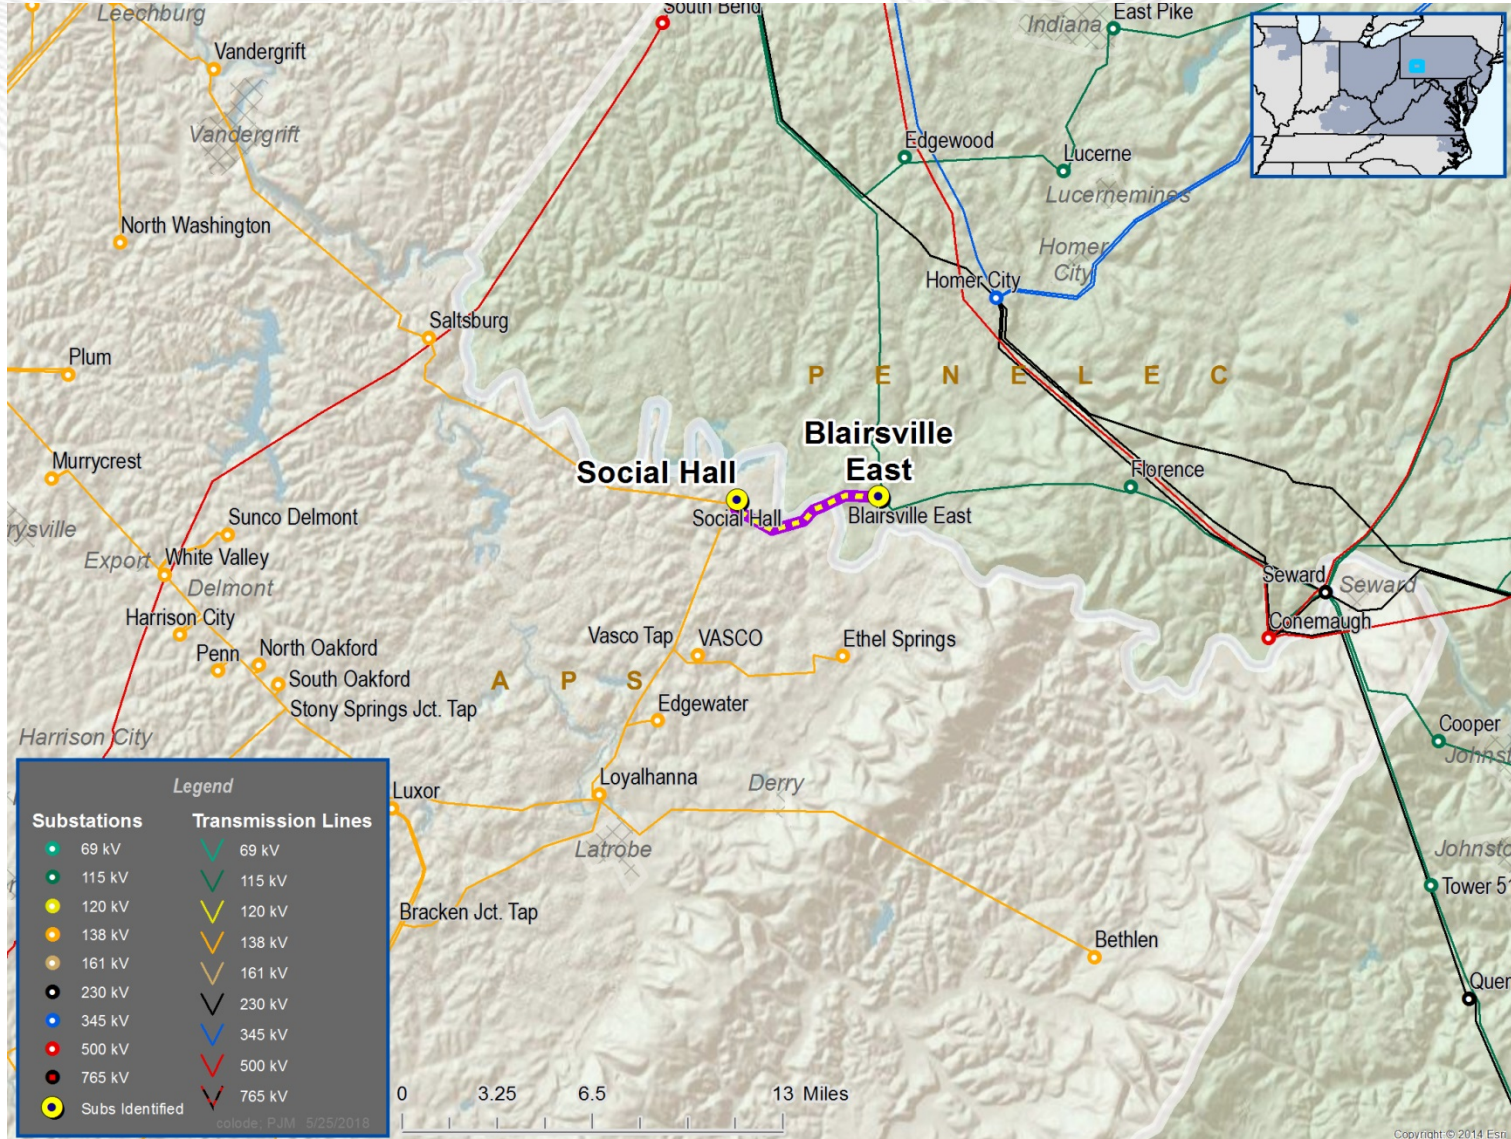 Leechburg
South Bend
East Pike
Indiana
Vandergrift
Vandergrift
Edgewood
Lucerne
Lucernemines
North Washington
Homer
City
Homer City
Saltsburg
Plum
P E N E L E C
Blairsville
East
Social Hall
Murrycrest
Florence
Social Hall
Blairsville East
Sunco Delmont
rrysville
Export
White Valley
Delmont
Seward
Seward
Harrison City
Conemaugh
Vasco Tap
VASCO
Ethel Springs
Penn
North Oakford
South Oakford
A P S
Stony Springs Jct. Tap
Edgewater
Harrison City
Cooper
Johnst
Loyalhanna
Derry
Luxor
Latrobe
Johnsto
Tower 51
Bracken Jct. Tap
Bethlen
Quer
Legend
Substations
Transmission Lines
69 kV 69 kV
115 kV 115 kV
120 kV 120 kV
138 kV 138 kV
161 kV 161 kV
230 kV 230 kV
345 kV 345 kV
500 kV 500 kV
765 kV 765 kV
Subs Identified
colode; PJM 5/25/2018
0 3.25 6.5 13 Miles
Copyright © 2014 Esri